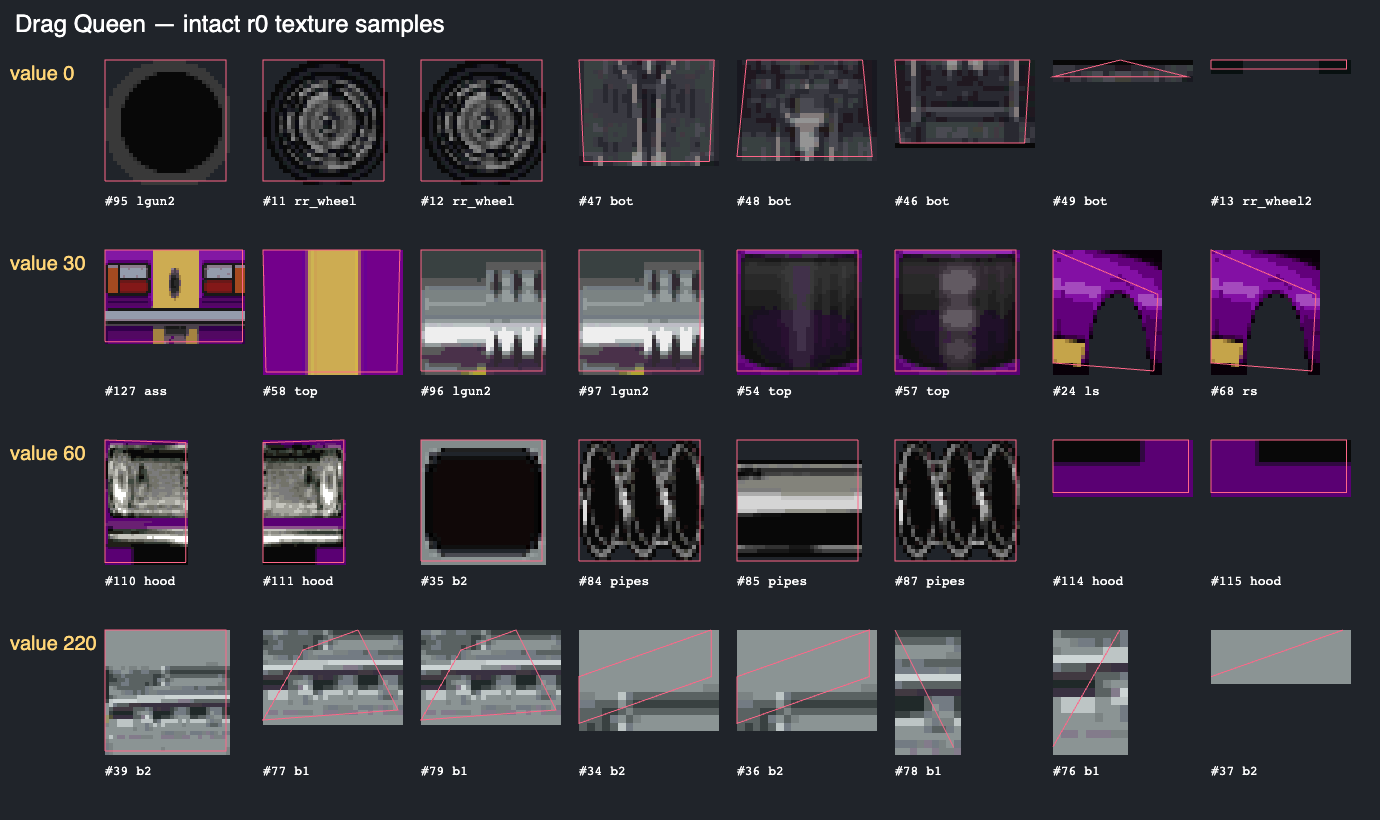 Drag Queen — intact r0 texture samples
value 0
#95 lgun2 #11 rr_wheel #12 rr_wheel #47 bot #48 bot #46 bot #49 bot #13 rr_wheel2
value 30
#127 ass #58 top #96 lgun2 #97 lgun2 #54 top #57 top #24 ls #68 rs
value 60
#110 hood #111 hood #35 b2 #84 pipes #85 pipes #87 pipes #114 hood #115 hood
value 220
#39 b2 #77 b1 #79 b1 #34 b2 #36 b2 #78 b1 #76 b1 #37 b2